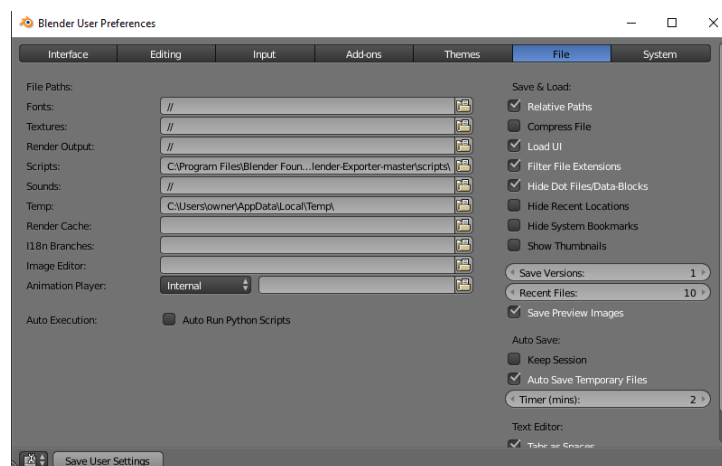 Blender User Preferences
Interface
Editing
Input
Add-ons
Themes
File
System
File Paths:
Fonts: //
Textures: //
Render Output: //
Scripts: C:\Program Files\Blender Foun...lender-Exporter-master\scripts\
Sounds: //
Temp: C:\Users\owner\AppData\Local\Temp\
Render Cache:
I18n Branches:
Image Editor:
Animation Player: Internal
Auto Execution: Auto Run Python Scripts
Save & Load:
Relative Paths
Compress File
Load UI
Filter File Extensions
Hide Dot Files/Data-Blocks
Hide Recent Locations
Hide System Bookmarks
Show Thumbnails
Save Versions: 1
Recent Files: 10
Save Preview Images
Auto Save:
Keep Session
Auto Save Temporary Files
Timer (mins): 2
Text Editor:
Tabs as Spaces
Save User Settings